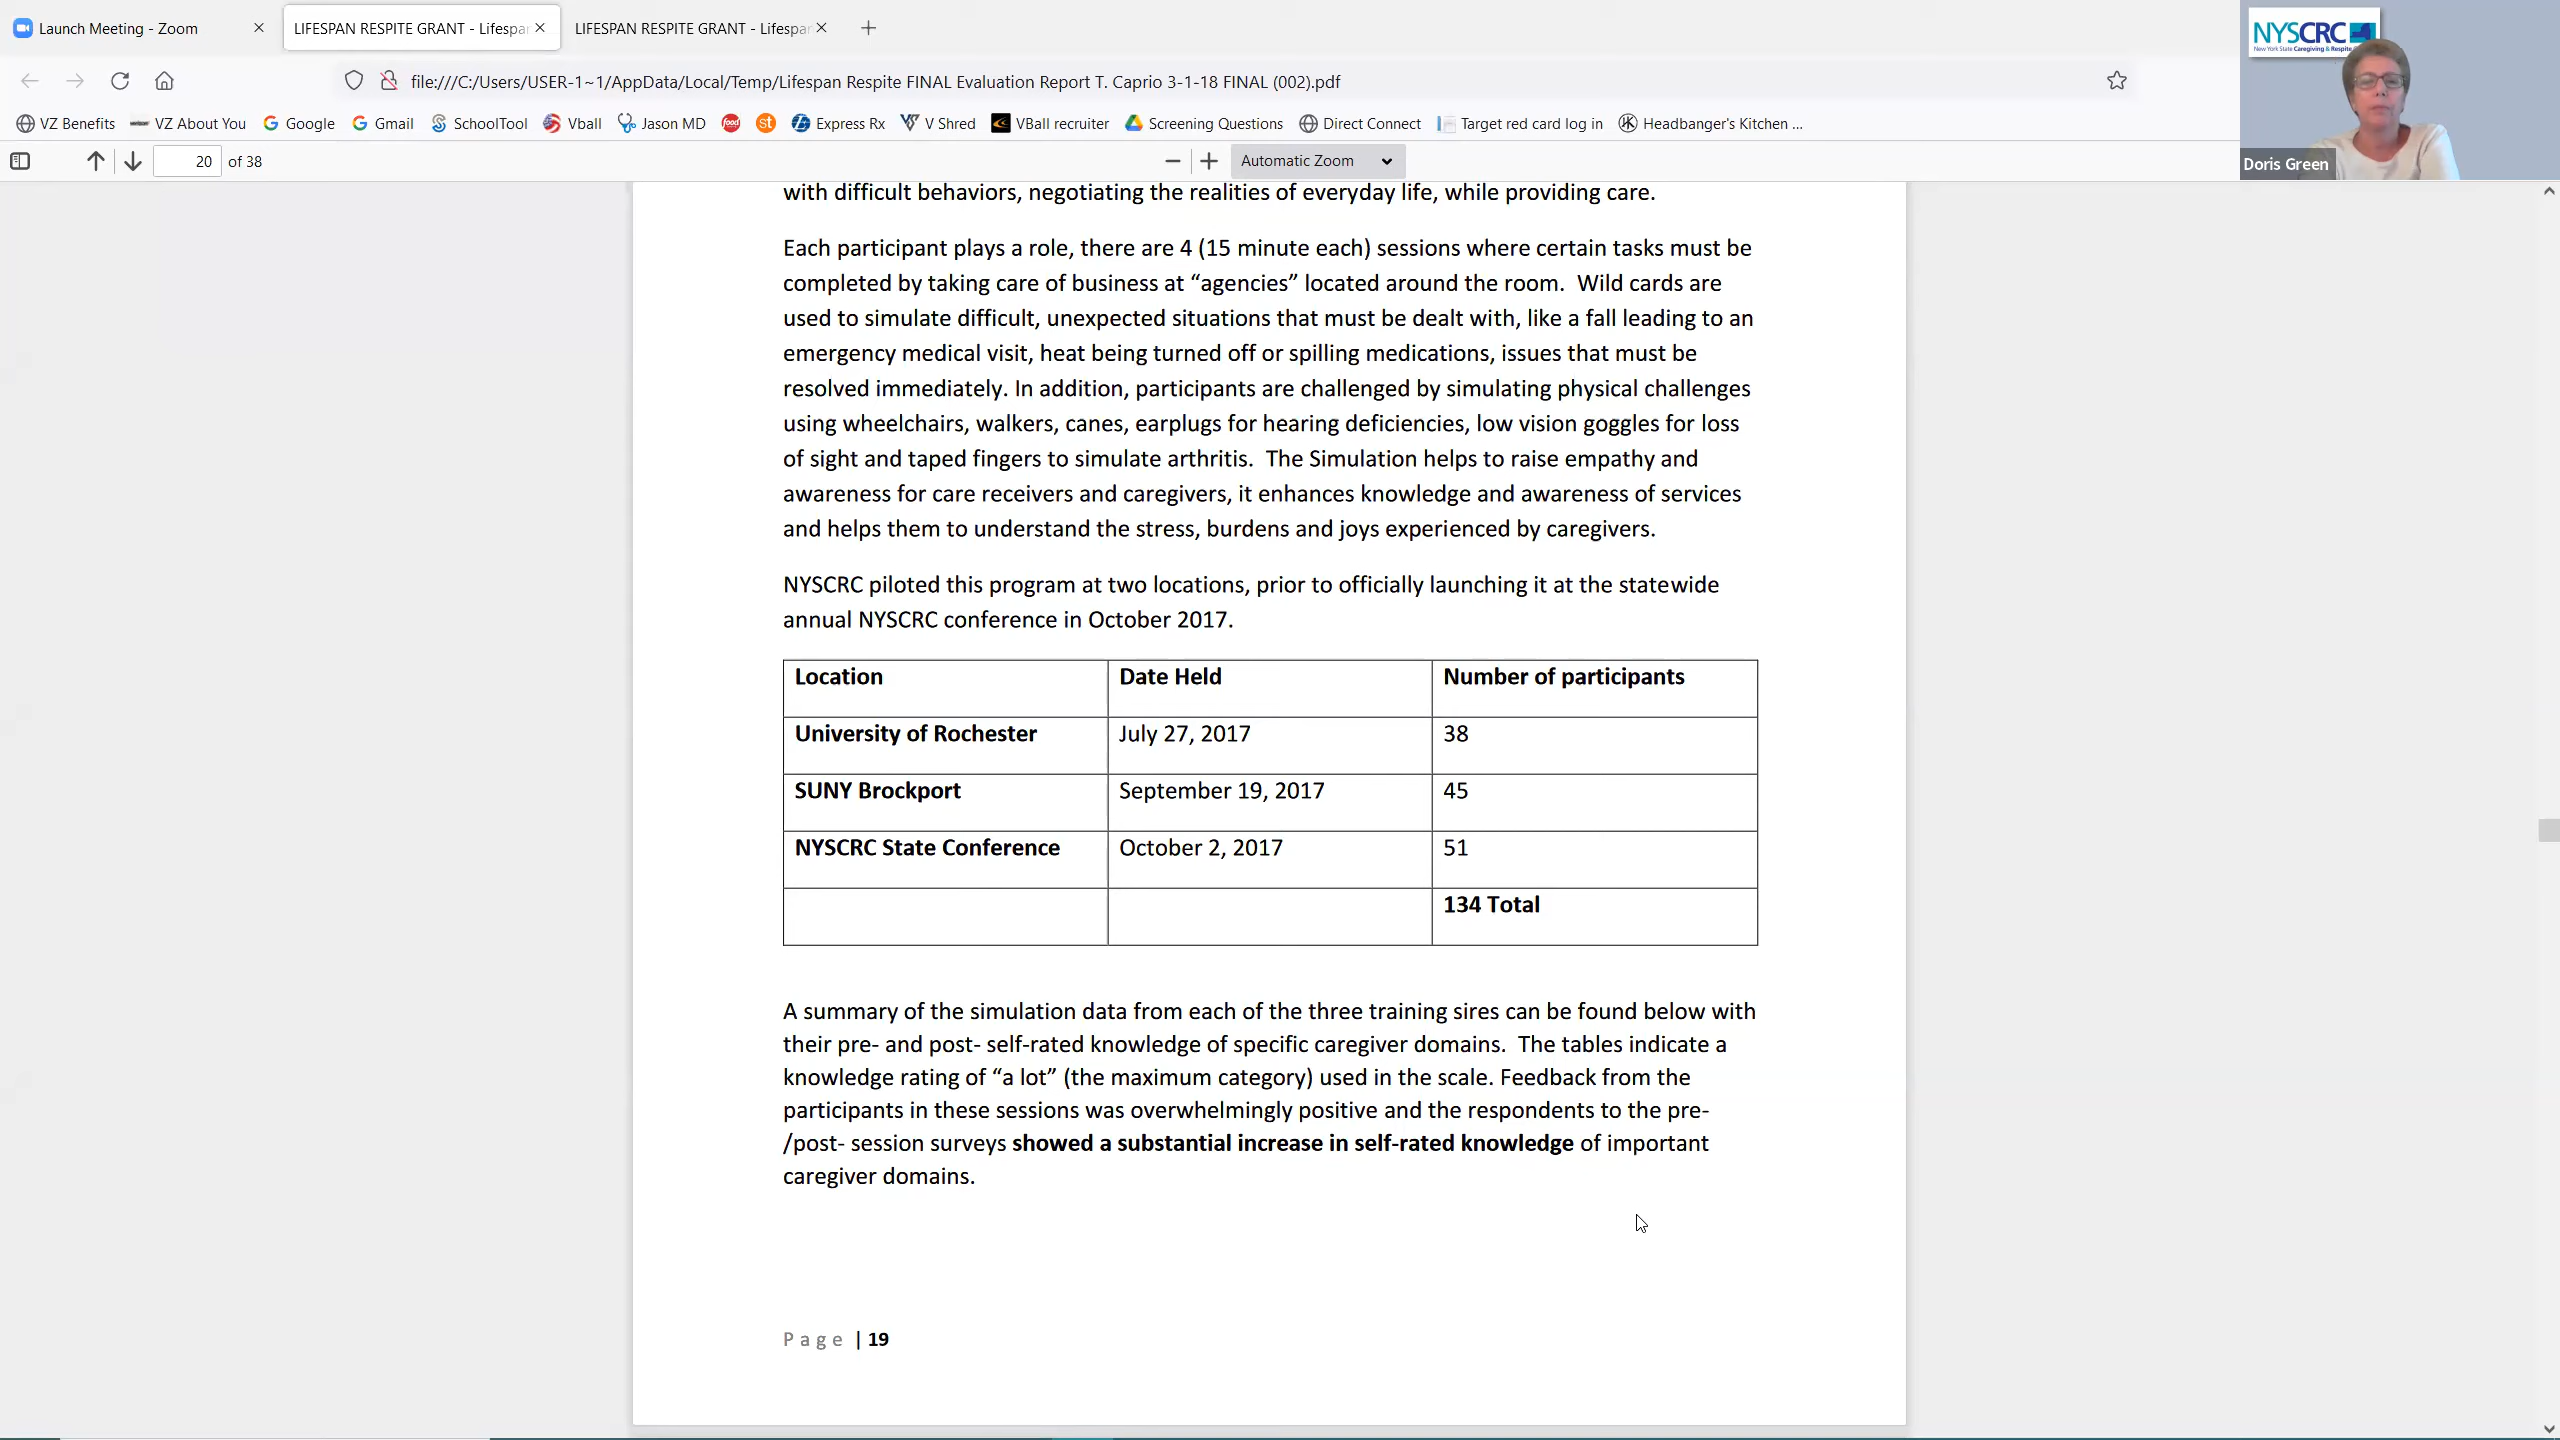 Launch Meeting - Zoom
LIFESPAN RESPITE GRANT - Lifespan
LIFESPAN RESPITE GRANT - Lifespar
file:///C:/Users/USER-1~1/AppData/Local/Temp/Lifespan Respite FINAL Evaluation Report T. Caprio 3-1-18 FINAL (002).pdf
VZ Benefits
VZ About You
Google
Gmail
SchoolTool
Vball
Jason MD
food
st
Express Rx
V Shred
VBall recruiter
Screening Questions
Direct Connect
Target red card log in
Headbanger's Kitchen ...
20 of 38
Automatic Zoom
NYSCRC
New York State Caregiving & Respite
Doris Green
with difficult behaviors, negotiating the realities of everyday life, while providing care.
Each participant plays a role, there are 4 (15 minute each) sessions where certain tasks must be
completed by taking care of business at “agencies” located around the room.  Wild cards are
used to simulate difficult, unexpected situations that must be dealt with, like a fall leading to an
emergency medical visit, heat being turned off or spilling medications, issues that must be
resolved immediately. In addition, participants are challenged by simulating physical challenges
using wheelchairs, walkers, canes, earplugs for hearing deficiencies, low vision goggles for loss
of sight and taped fingers to simulate arthritis.  The Simulation helps to raise empathy and
awareness for care receivers and caregivers, it enhances knowledge and awareness of services
and helps them to understand the stress, burdens and joys experienced by caregivers.
NYSCRC piloted this program at two locations, prior to officially launching it at the statewide
annual NYSCRC conference in October 2017.
Location Date Held Number of participants
University of Rochester July 27, 2017 38
SUNY Brockport September 19, 2017 45
NYSCRC State Conference October 2, 2017 51
134 Total
A summary of the simulation data from each of the three training sires can be found below with
their pre- and post- self-rated knowledge of specific caregiver domains.  The tables indicate a
knowledge rating of “a lot” (the maximum category) used in the scale. Feedback from the
participants in these sessions was overwhelmingly positive and the respondents to the pre-
/post- session surveys showed a substantial increase in self-rated knowledge of important
caregiver domains.
Page | 19